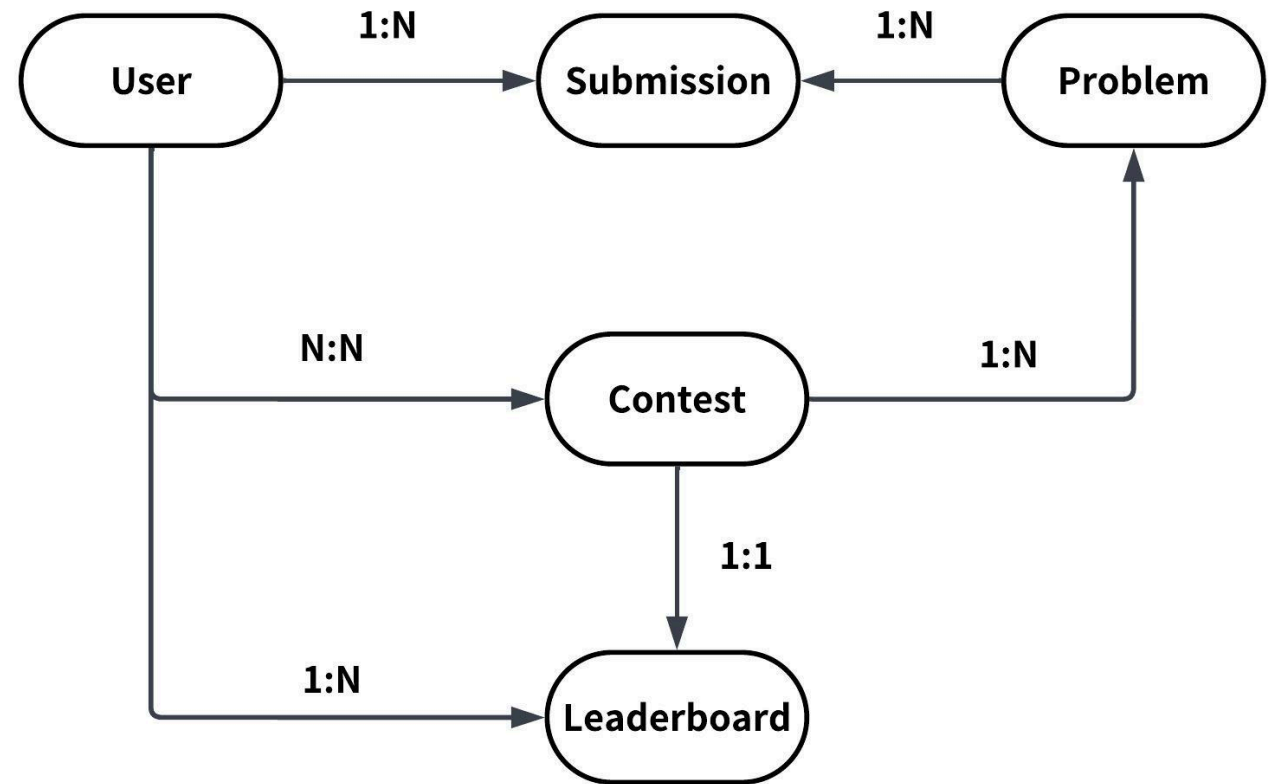 1:N
1:N
User
Submission
Problem
N:N
1:N
Contest
1:1
1:N
Leaderboard